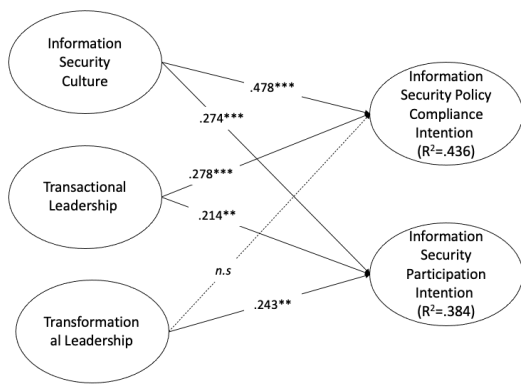 Information
Security
Culture
Transactional
Leadership
Transformation
al Leadership
.478***
.274***
.278***
.214**
n.s
.243**
Information
Security Policy
Compliance
Intention
(R²=.436)
Information
Security
Participation
Intention
(R²=.384)